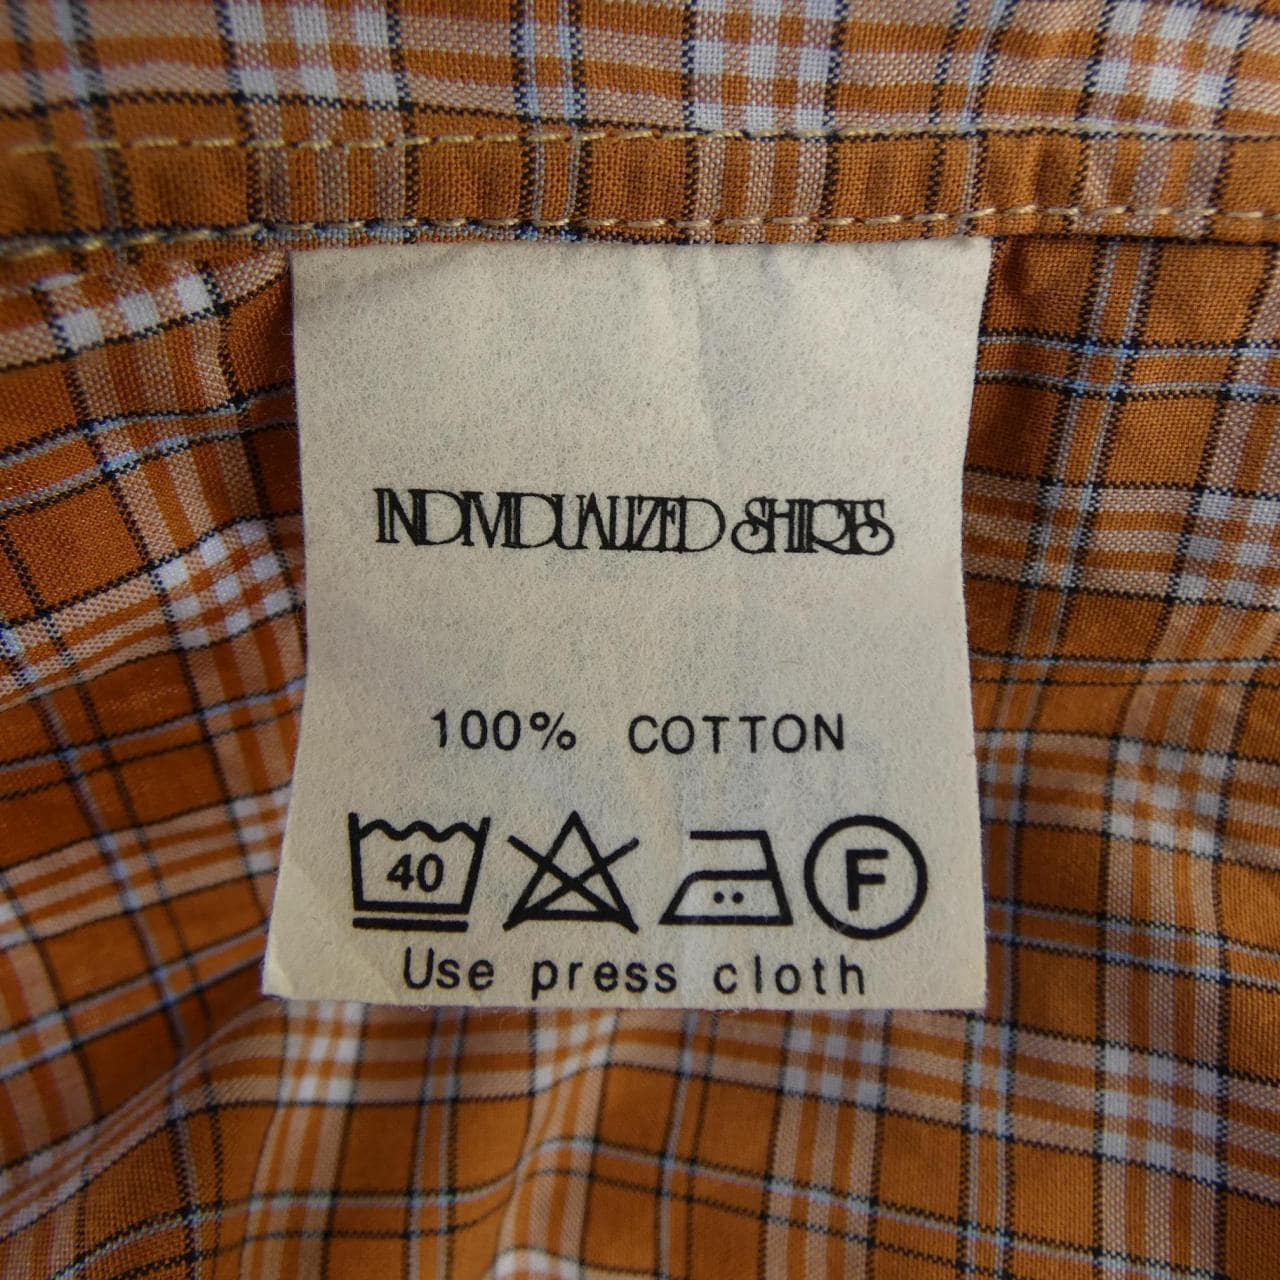 INDIVIDUALIZED SHIRTS
100% COTTON
40 F
Use press cloth